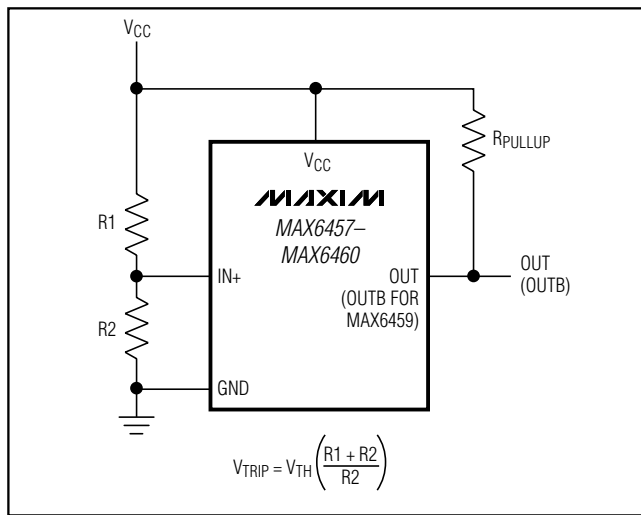 VCC
RPULLUP
VCC
MAXIM
R1
MAX6457–
MAX6460
IN+
OUT
(OUTB FOR
MAX6459)
OUT
(OUTB)
R2
GND
VTRIP = VTH (R1 + R2 / R2)